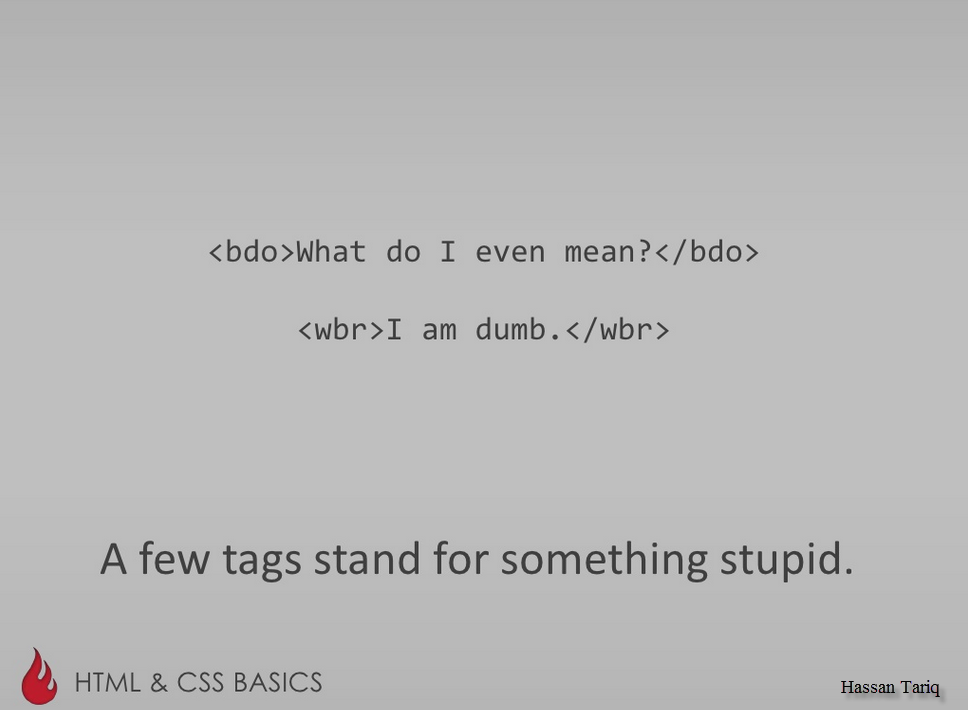 <bdo>What do I even mean?</bdo>
<wbr>I am dumb.</wbr>
A few tags stand for something stupid.
HTML & CSS BASICS
Hassan Tariq